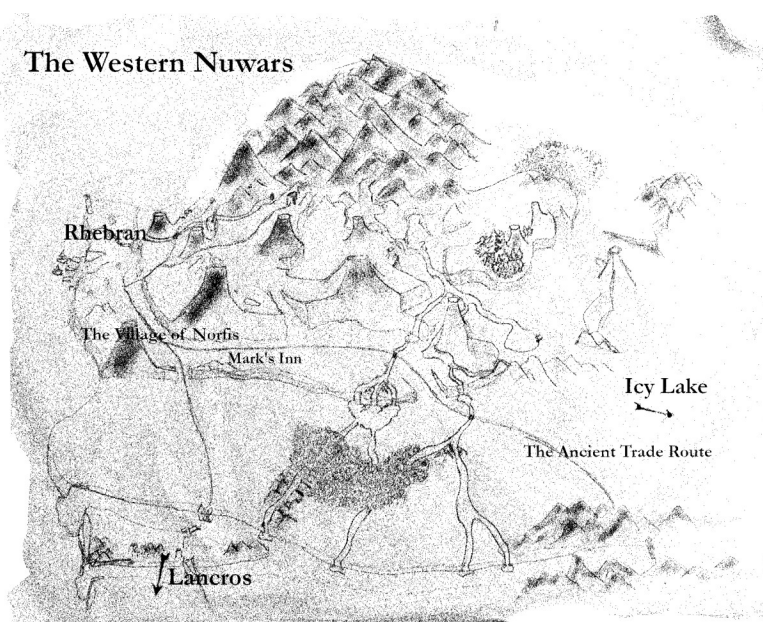 The Western Nuwars
Rhebran
The Village of Norfis
Mark's Inn
Icy Lake
The Ancient Trade Route
Lancros